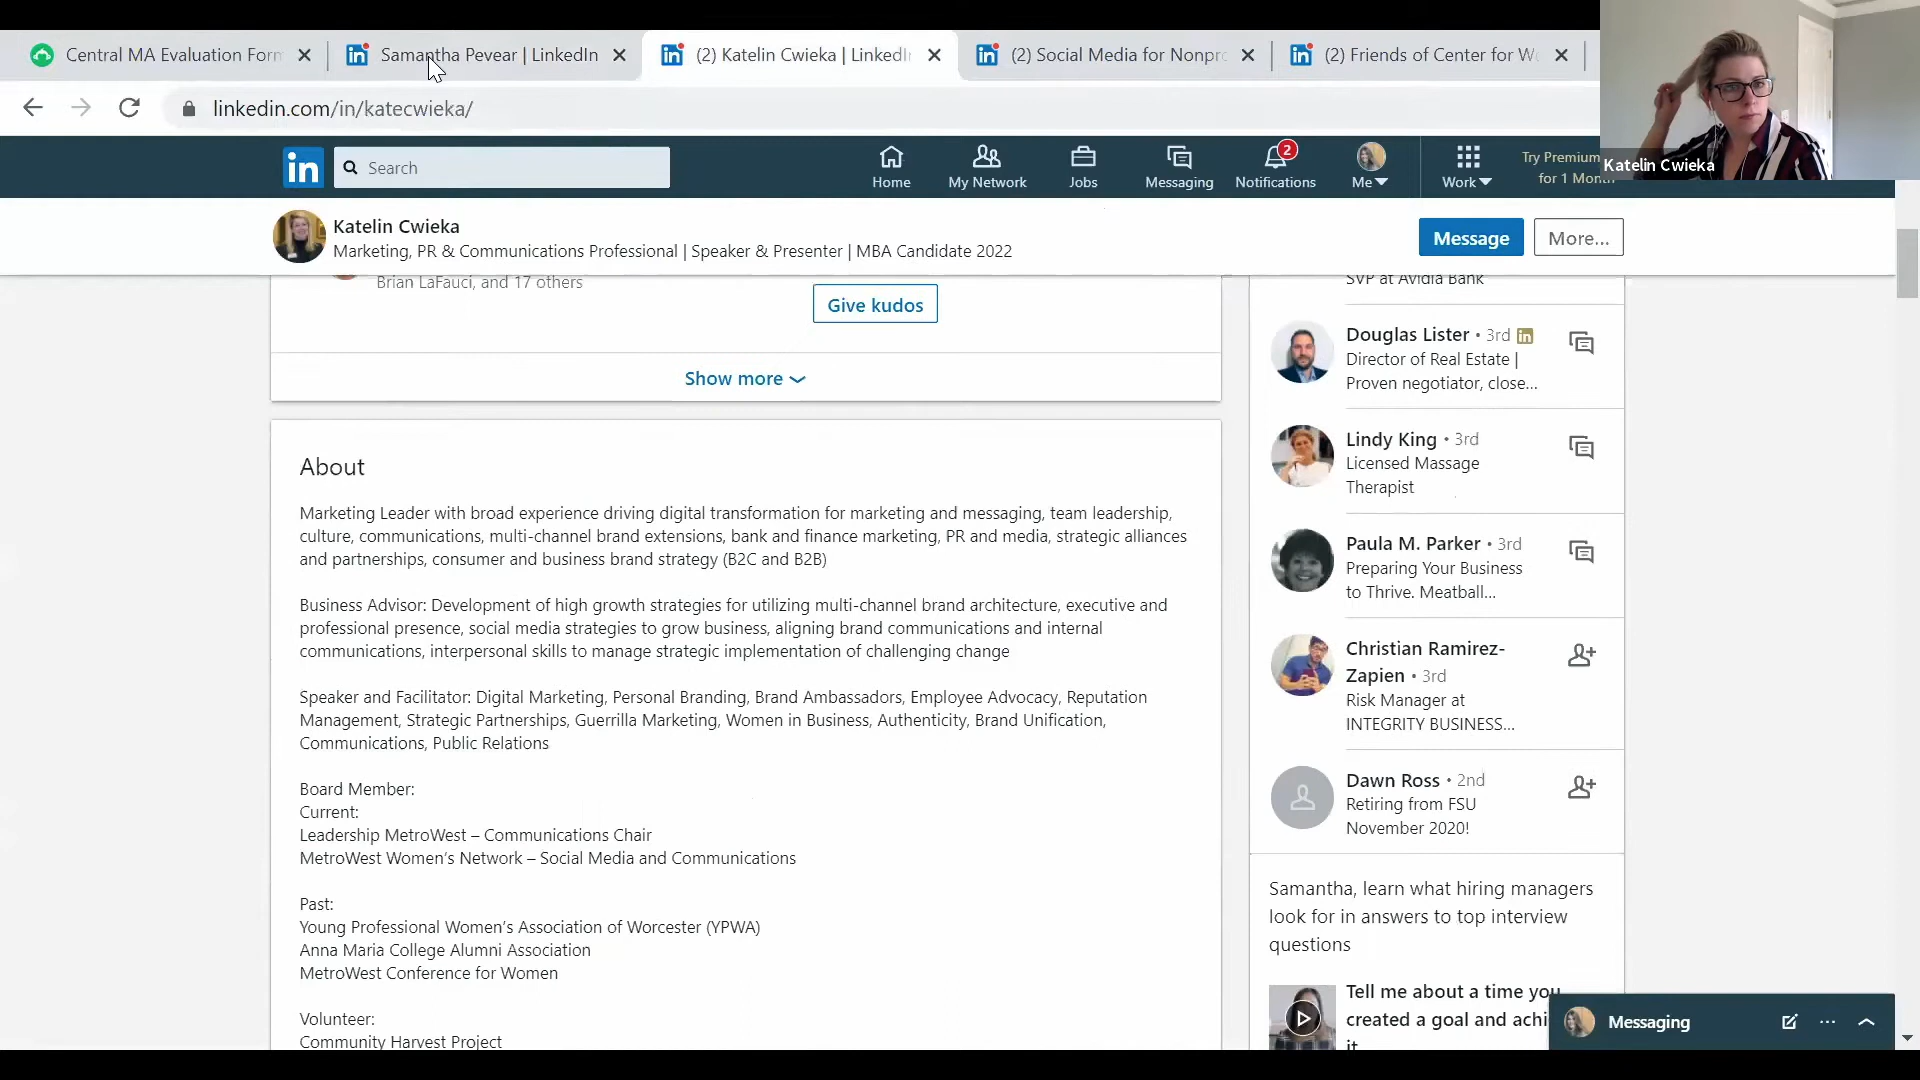 Central MA Evaluation Form
Samantha Pevear | LinkedIn
(2) Katelin Cwieka | LinkedIn
(2) Social Media for Nonpro
(2) Friends of Center for Wo
linkedin.com/in/katecwieka/
Katelin Cwieka
in
Search
Home
My Network
Jobs
Messaging
2
Notifications
Me
Work
Try Premium
for 1 Month
Katelin Cwieka
Marketing, PR & Communications Professional | Speaker & Presenter | MBA Candidate 2022
Message
More...
Brian LaFauci, and 17 others
Give kudos
Show more
About
Marketing Leader with broad experience driving digital transformation for marketing and messaging, team leadership,
culture, communications, multi-channel brand extensions, bank and finance marketing, PR and media, strategic alliances
and partnerships, consumer and business brand strategy (B2C and B2B)
Business Advisor: Development of high growth strategies for utilizing multi-channel brand architecture, executive and
professional presence, social media strategies to grow business, aligning brand communications and internal
communications, interpersonal skills to manage strategic implementation of challenging change
Speaker and Facilitator: Digital Marketing, Personal Branding, Brand Ambassadors, Employee Advocacy, Reputation
Management, Strategic Partnerships, Guerrilla Marketing, Women in Business, Authenticity, Brand Unification,
Communications, Public Relations
Board Member:
Current:
Leadership MetroWest – Communications Chair
MetroWest Women's Network – Social Media and Communications
Past:
Young Professional Women's Association of Worcester (YPWA)
Anna Maria College Alumni Association
MetroWest Conference for Women
Volunteer:
Community Harvest Project
SVP at Avidia Bank
Douglas Lister • 3rd in
Director of Real Estate |
Proven negotiator, close...
Lindy King • 3rd
Licensed Massage
Therapist
Paula M. Parker • 3rd
Preparing Your Business
to Thrive. Meatball...
Christian Ramirez-
Zapien • 3rd
Risk Manager at
INTEGRITY BUSINESS...
Dawn Ross • 2nd
Retiring from FSU
November 2020!
Samantha, learn what hiring managers
look for in answers to top interview
questions
Tell me about a time you
created a goal and achi
it
Messaging